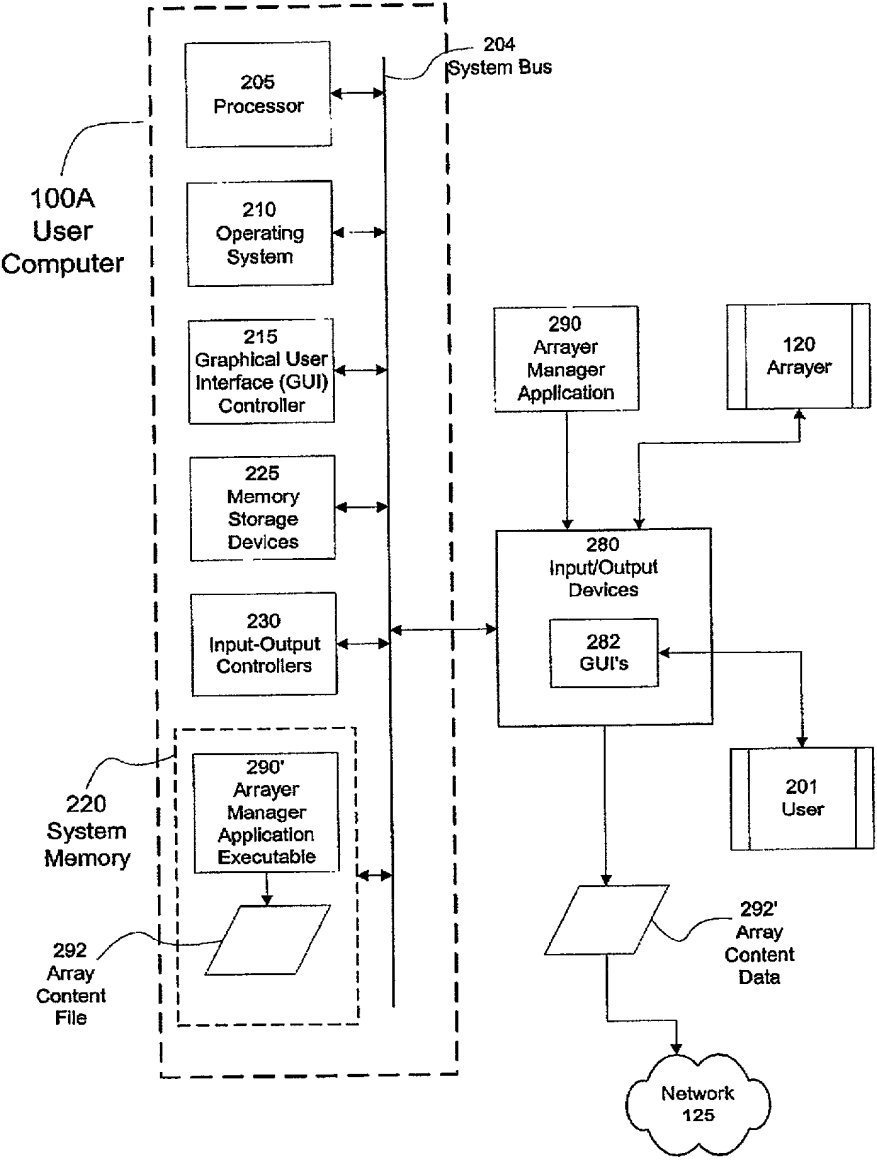 204
System Bus
205
Processor
100A
User
Computer
210
Operating
System
215
Graphical User
Interface (GUI)
Controller
225
Memory
Storage
Devices
230
Input-Output
Controllers
220
System
Memory
290'
Arrayer
Manager
Application
Executable
292
Array
Content
File
290
Arrayer
Manager
Application
120
Arrayer
280
Input/Output
Devices
282
GUI's
201
User
292'
Array
Content
Data
Network
125